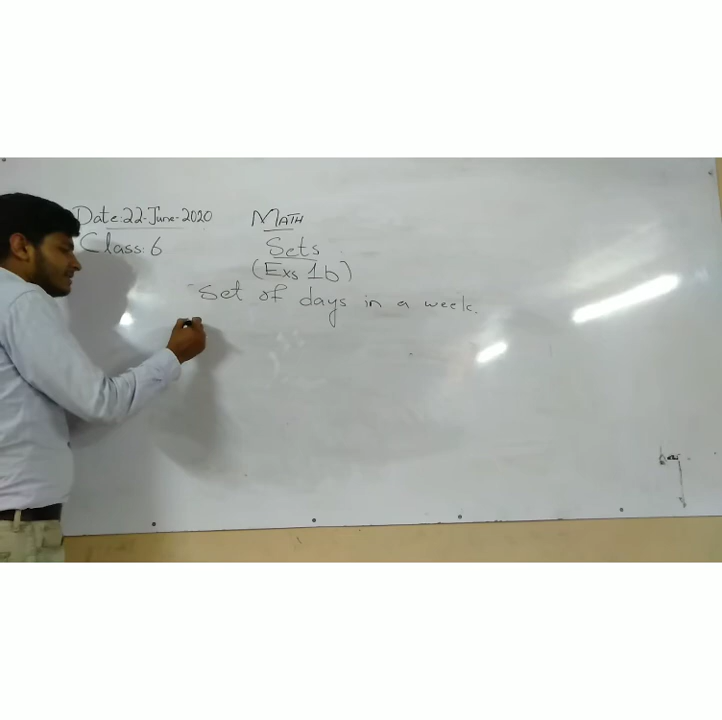 Date: 22-June-2020
Class: 6
MATH
Sets
(Exs 1b)
Set of days in a week.